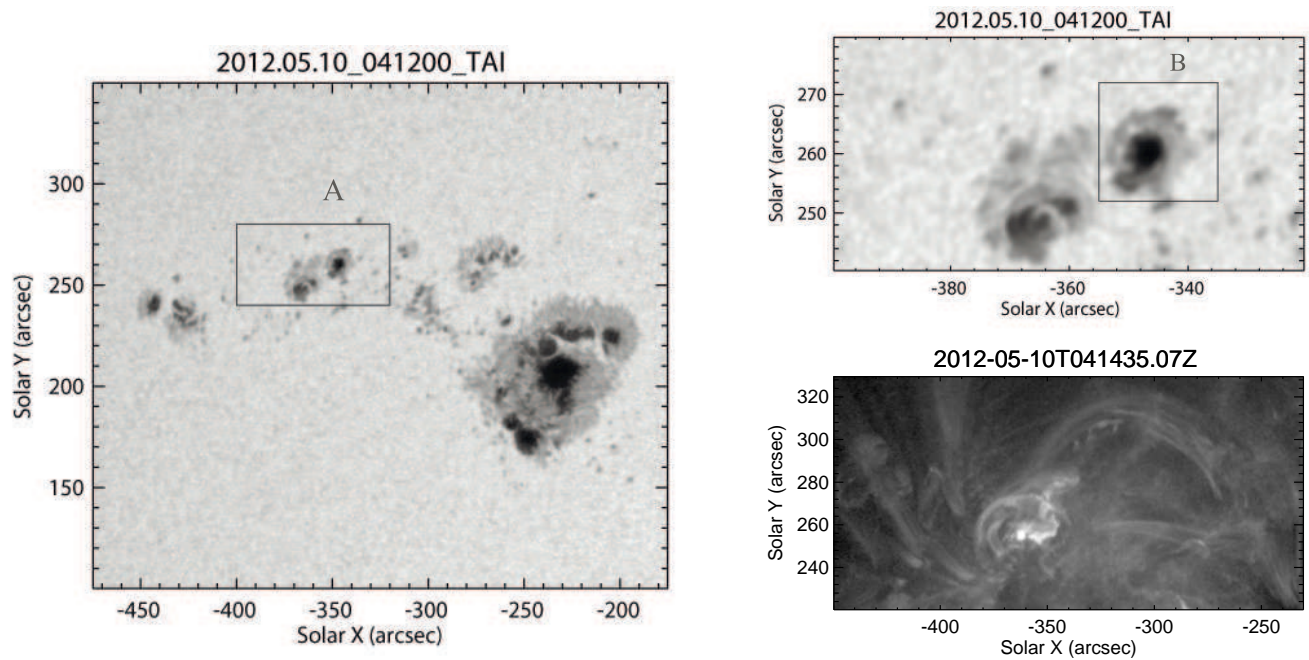 2012.05.10_041200_TAI
A
300
250
200
150
Solar Y (arcsec)
-450 -400 -350 -300 -250 -200
Solar X (arcsec)
2012.05.10_041200_TAI
B
270
260
250
Solar Y (arcsec)
-380 -360 -340
Solar X (arcsec)
2012-05-10T041435.07Z
320
300
280
260
240
Solar Y (arcsec)
-400 -350 -300 -250
Solar X (arcsec)